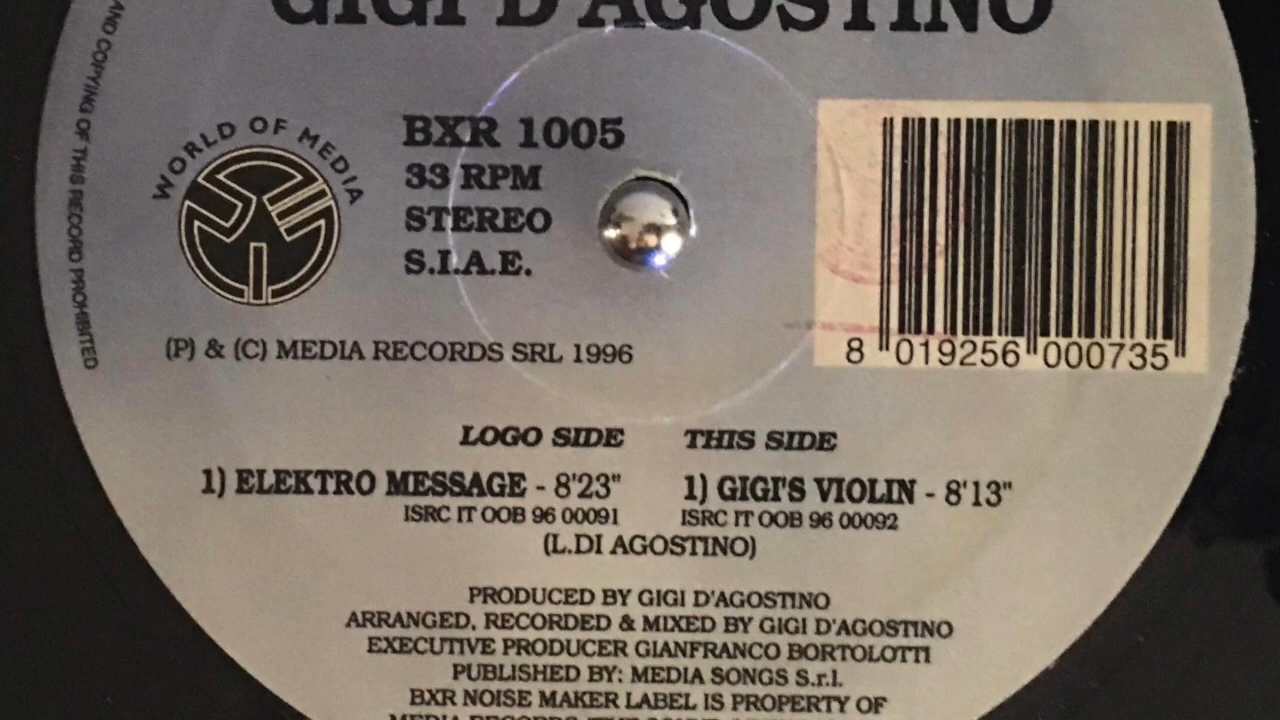 GIGI D'AGOSTINO
AND COPYING OF THIS RECORD PROHIBITED
WORLD OF MEDIA
BXR 1005
33 RPM
STEREO
S.I.A.E.
8 019256 000735
(P) & (C) MEDIA RECORDS SRL 1996
LOGO SIDE THIS SIDE
1) ELEKTRO MESSAGE - 8'23" 1) GIGI'S VIOLIN - 8'13"
ISRC IT OOB 96 00091 ISRC IT OOB 96 00092
(L.DI AGOSTINO)
PRODUCED BY GIGI D'AGOSTINO
ARRANGED, RECORDED & MIXED BY GIGI D'AGOSTINO
EXECUTIVE PRODUCER GIANFRANCO BORTOLOTTI
PUBLISHED BY: MEDIA SONGS S.r.l.
BXR NOISE MAKER LABEL IS PROPERTY OF
MEDIA RECORDS